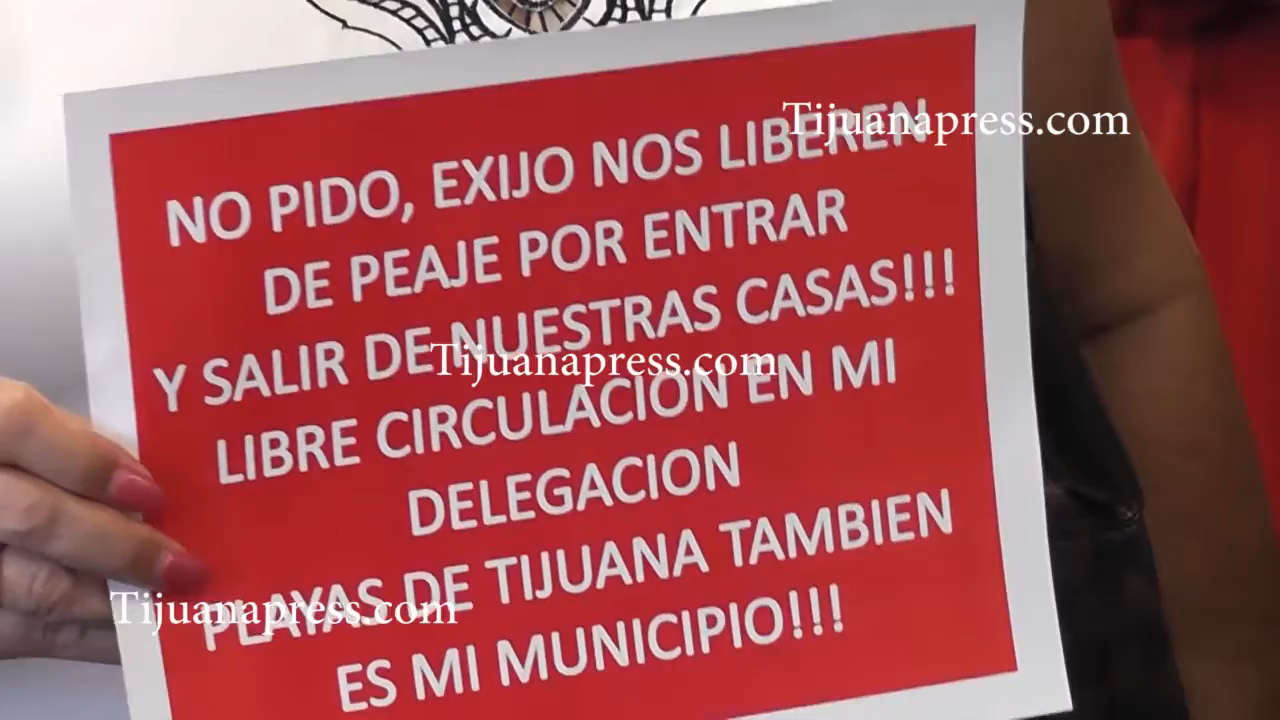 NO PIDO, EXIJO NOS LIBEREN
DE PEAJE POR ENTRAR
Y SALIR DE NUESTRAS CASAS!!!
LIBRE CIRCULACION EN MI
DELEGACION
PLAYAS DE TIJUANA TAMBIEN
ES MI MUNICIPIO!!!
Tijuanapress.com
Tijuanapress.com
Tijuanapress.com